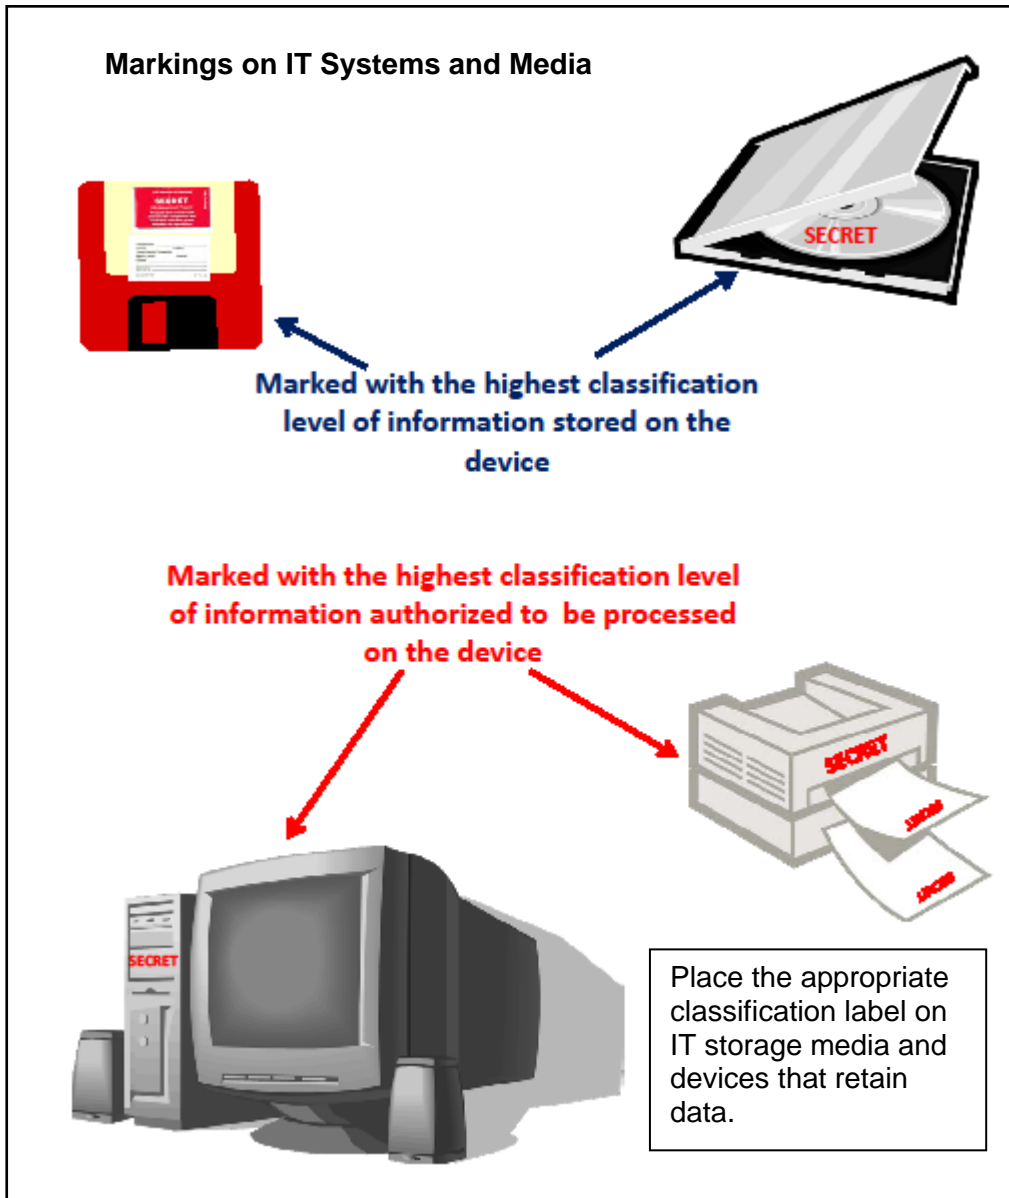 Markings on IT Systems and Media
SECRET
SECRET
Marked with the highest classification
level of information stored on the
device
Marked with the highest classification level
of information authorized to be processed
on the device
SECRET
SECRET
SECRET
SECRET
Place the appropriate
classification label on
IT storage media and
devices that retain
data.